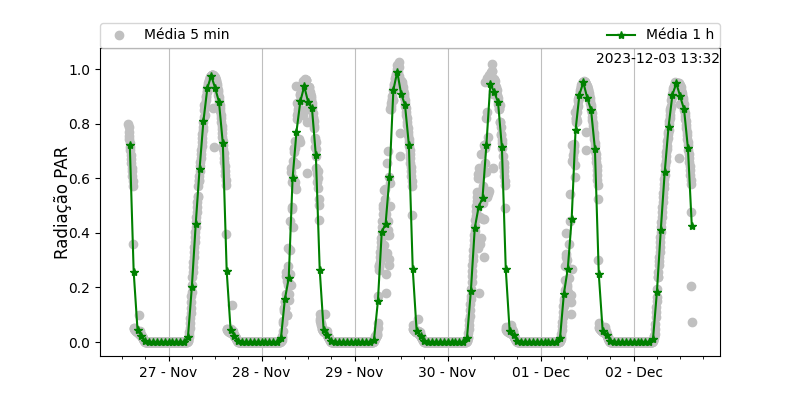 Média 5 min
Média 1 h
2023-12-03 13:32
Radiação PAR
1.0
0.8
0.6
0.4
0.2
0.0
27 - Nov
28 - Nov
29 - Nov
30 - Nov
01 - Dec
02 - Dec